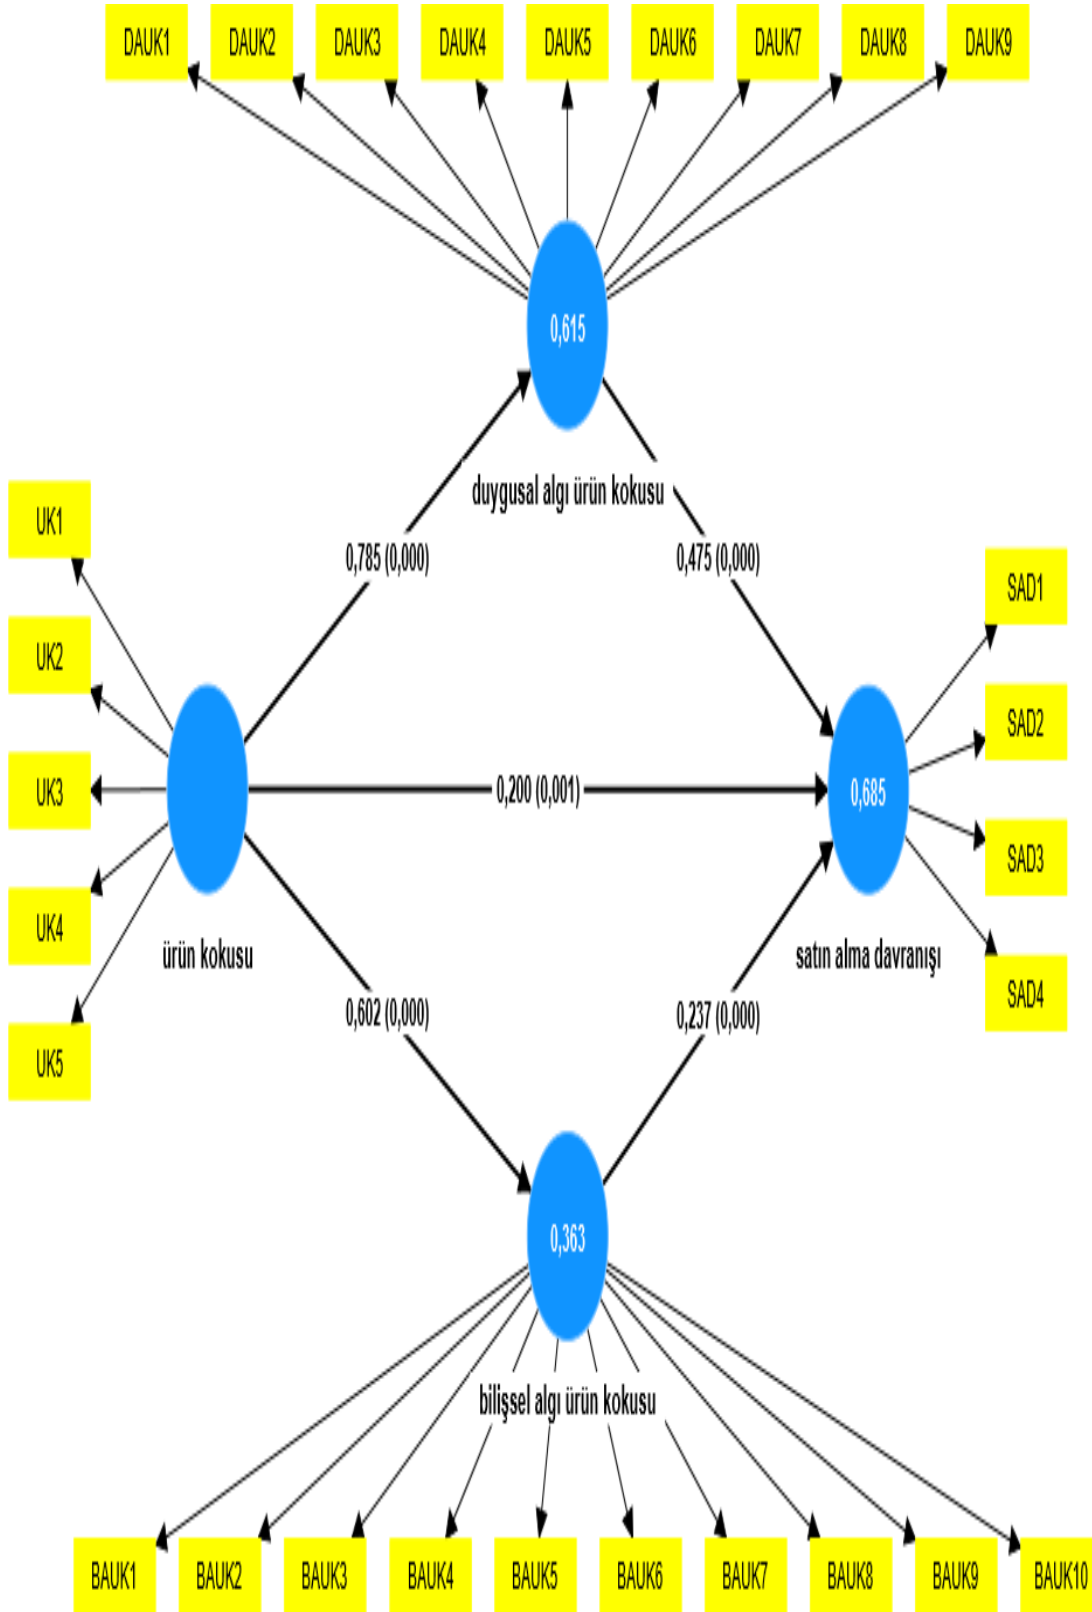 DAUK1 DAUK2 DAUK3 DAUK4 DAUK5 DAUK6 DAUK7 DAUK8 DAUK9
0,615
duygusal algı ürün kokusu
UK1
0,785 (0,000) 0,475 (0,000)
SAD1
UK2
SAD2
UK3
0,200 (0,001)
0,685
SAD3
UK4
ürün kokusu
satın alma davranışı
SAD4
0,602 (0,000) 0,237 (0,000)
UK5
0,363
bilişsel algı ürün kokusu
BAUK1 BAUK2 BAUK3 BAUK4 BAUK5 BAUK6 BAUK7 BAUK8 BAUK9 BAUK10